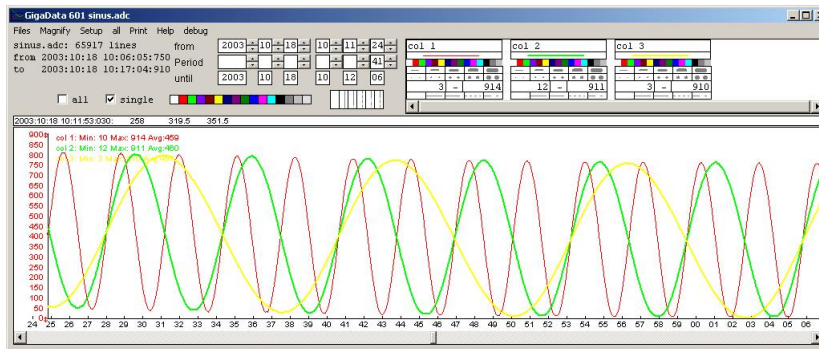 GigaData 601 sinus.adc
Files Magnify Setup all Print Help debug
sinus.adc: 65917 lines
from 2003:10:18 10:06:05:750
to 2003:10:18 10:17:04:910
from 2003 10 18 10 11 24
Period 41
until 2003 10 18 10 12 06
all single
col 1
3 - 914
col 2
12 - 911
col 3
3 - 910
2003:10:18 10:11:53:030: 258 319.5 351.5
col 1: Min: 10 Max: 914 Avg:459
col 2: Min: 12 Max: 911 Avg:460
900
850
800
750
700
650
600
550
500
450
400
350
300
250
200
150
100
50
0
24 25 26 27 28 29 30 31 32 33 34 35 36 37 38 39 40 41 42 43 44 45 46 47 48 49 50 51 52 53 54 55 56 57 58 59 00 01 02 03 04 05 06